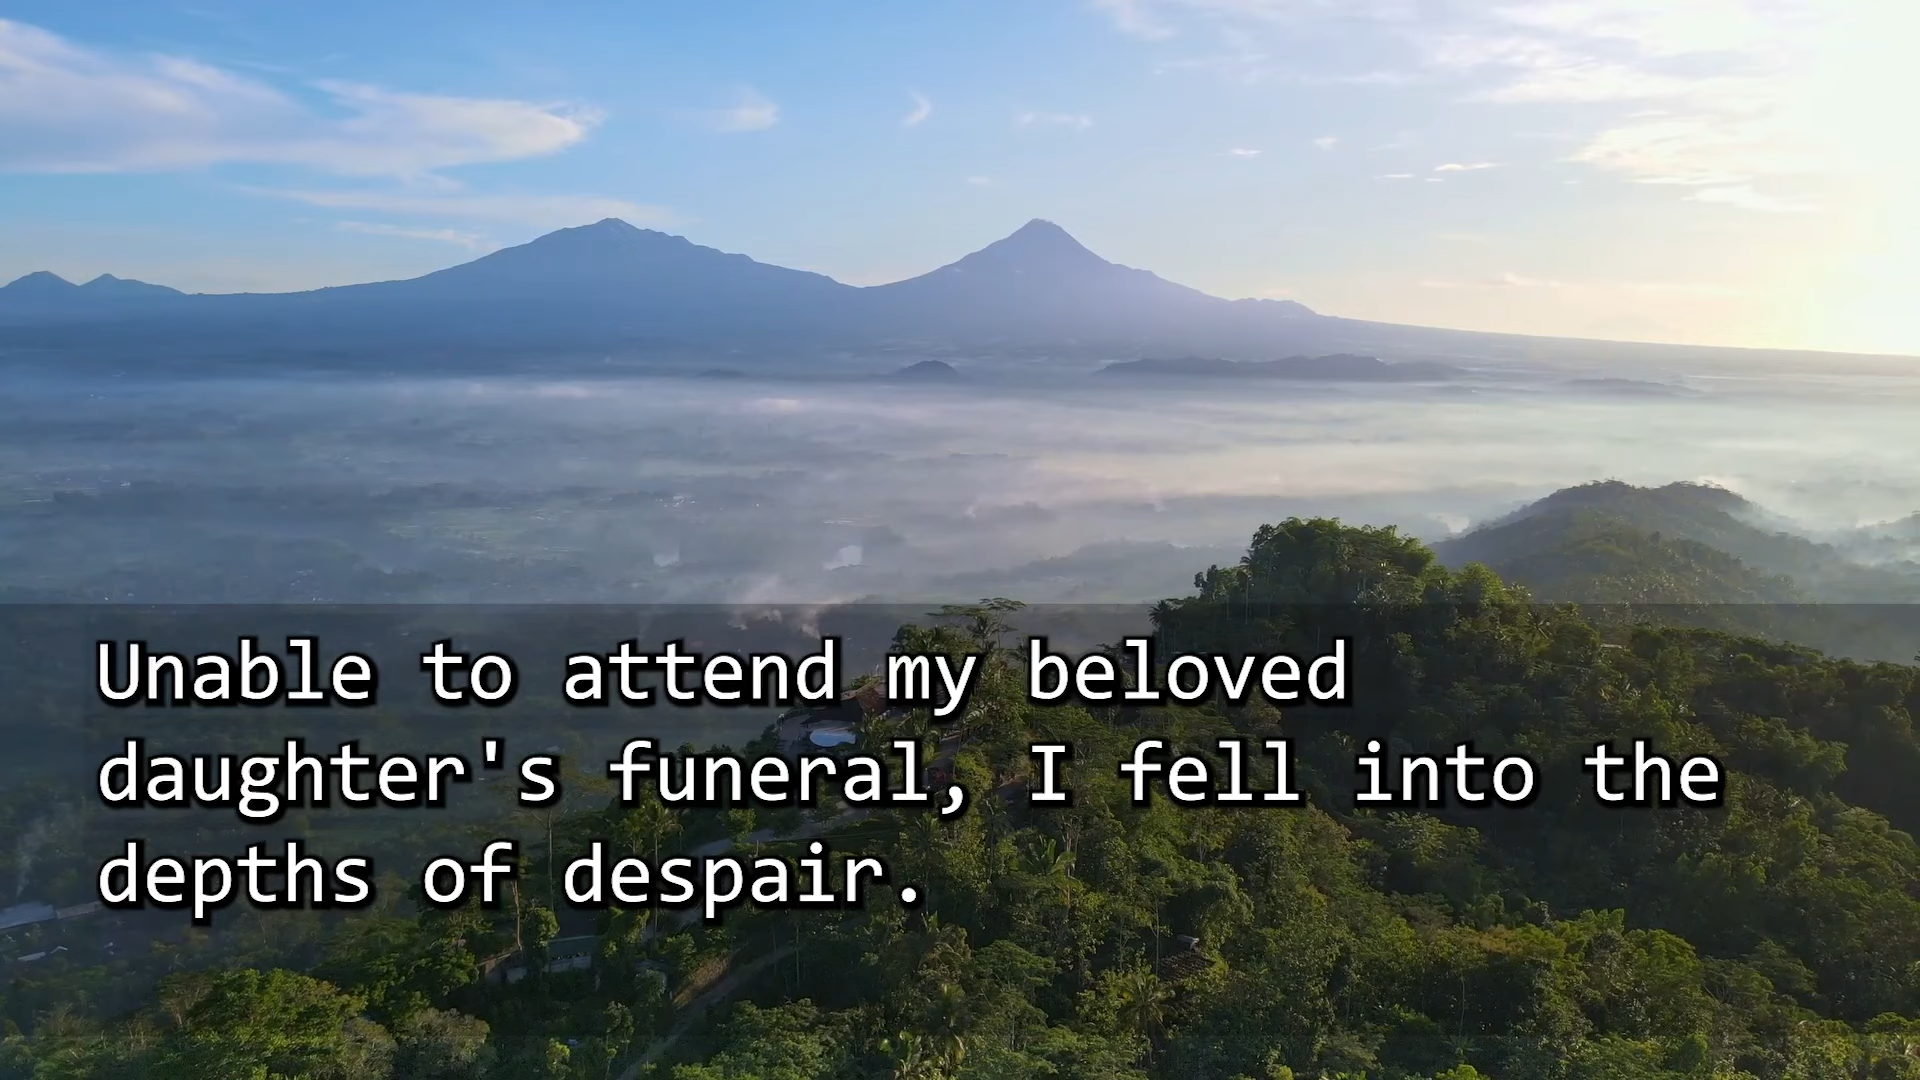 Unable to attend my beloved
daughter's funeral, I fell into the
depths of despair.